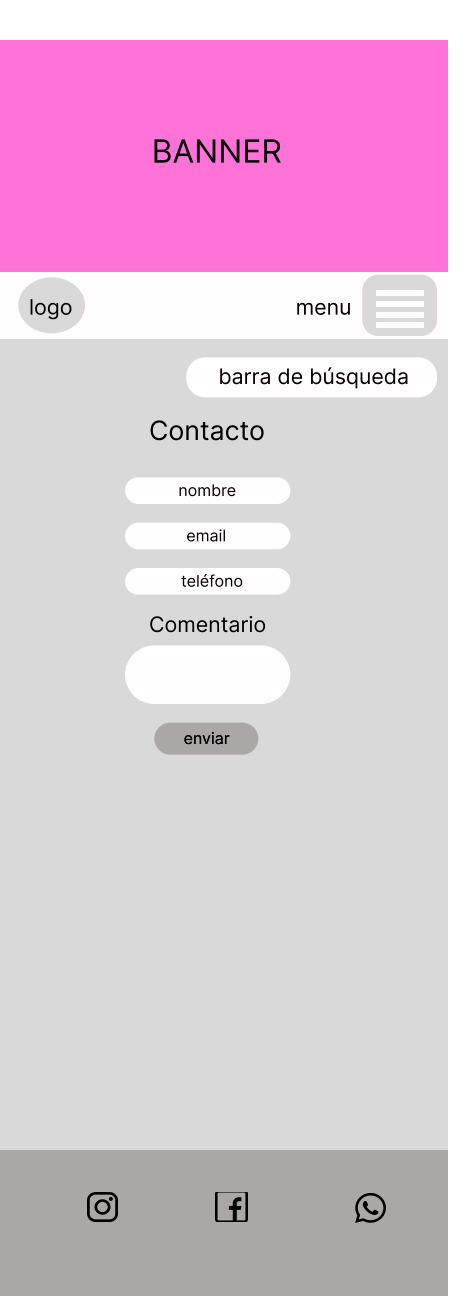 BANNER
logo
menu
barra de búsqueda
Contacto
nombre
email
teléfono
Comentario
enviar